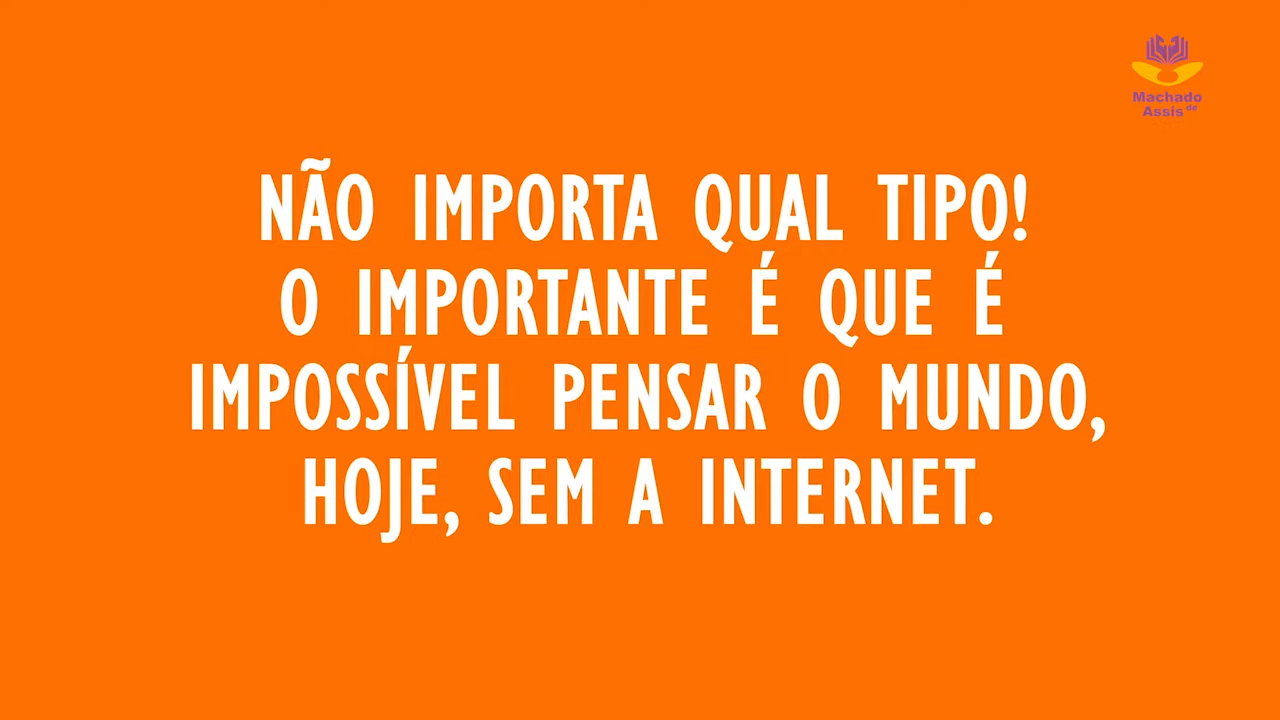 Machado
de
Assis
NÃO IMPORTA QUAL TIPO!
O IMPORTANTE É QUE É
IMPOSSÍVEL PENSAR O MUNDO,
HOJE, SEM A INTERNET.